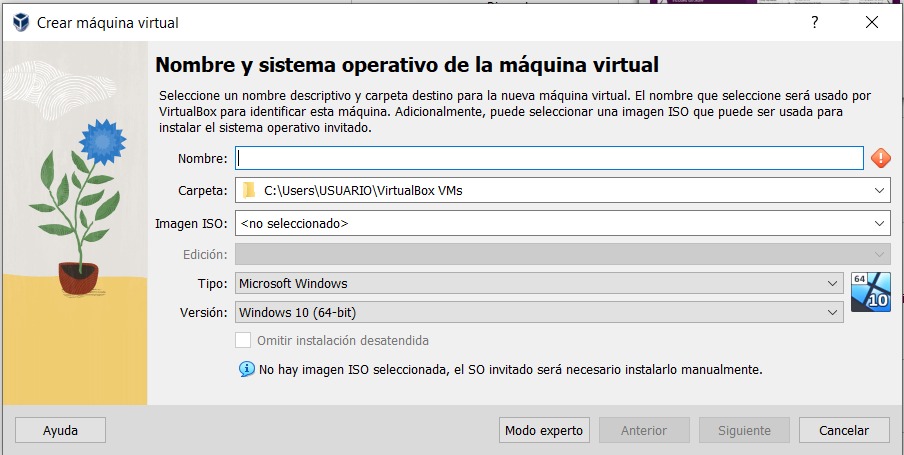 Crear máquina virtual
?
Nombre y sistema operativo de la máquina virtual
Seleccione un nombre descriptivo y carpeta destino para la nueva máquina virtual. El nombre que seleccione será usado por
VirtualBox para identificar esta máquina. Adicionalmente, puede seleccionar una imagen ISO que puede ser usada para
instalar el sistema operativo invitado.
Nombre:
Carpeta: C:\Users\USUARIO\VirtualBox VMs
Imagen ISO: <no seleccionado>
Edición:
Tipo: Microsoft Windows
64
10
Versión: Windows 10 (64-bit)
Omitir instalación desatendida
No hay imagen ISO seleccionada, el SO invitado será necesario instalarlo manualmente.
Ayuda Modo experto Anterior Siguiente Cancelar